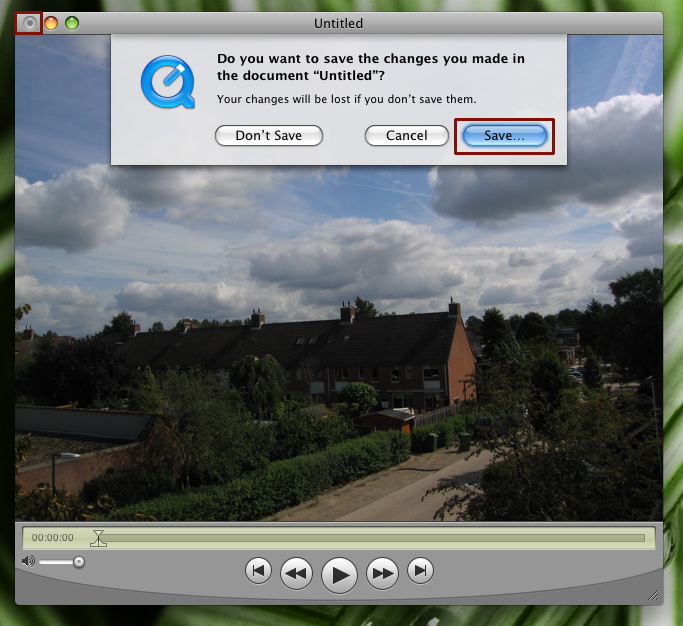 Untitled
Do you want to save the changes you made in
the document “Untitled”?
Your changes will be lost if you don’t save them.
Don’t Save
Cancel
Save...
00:00:00